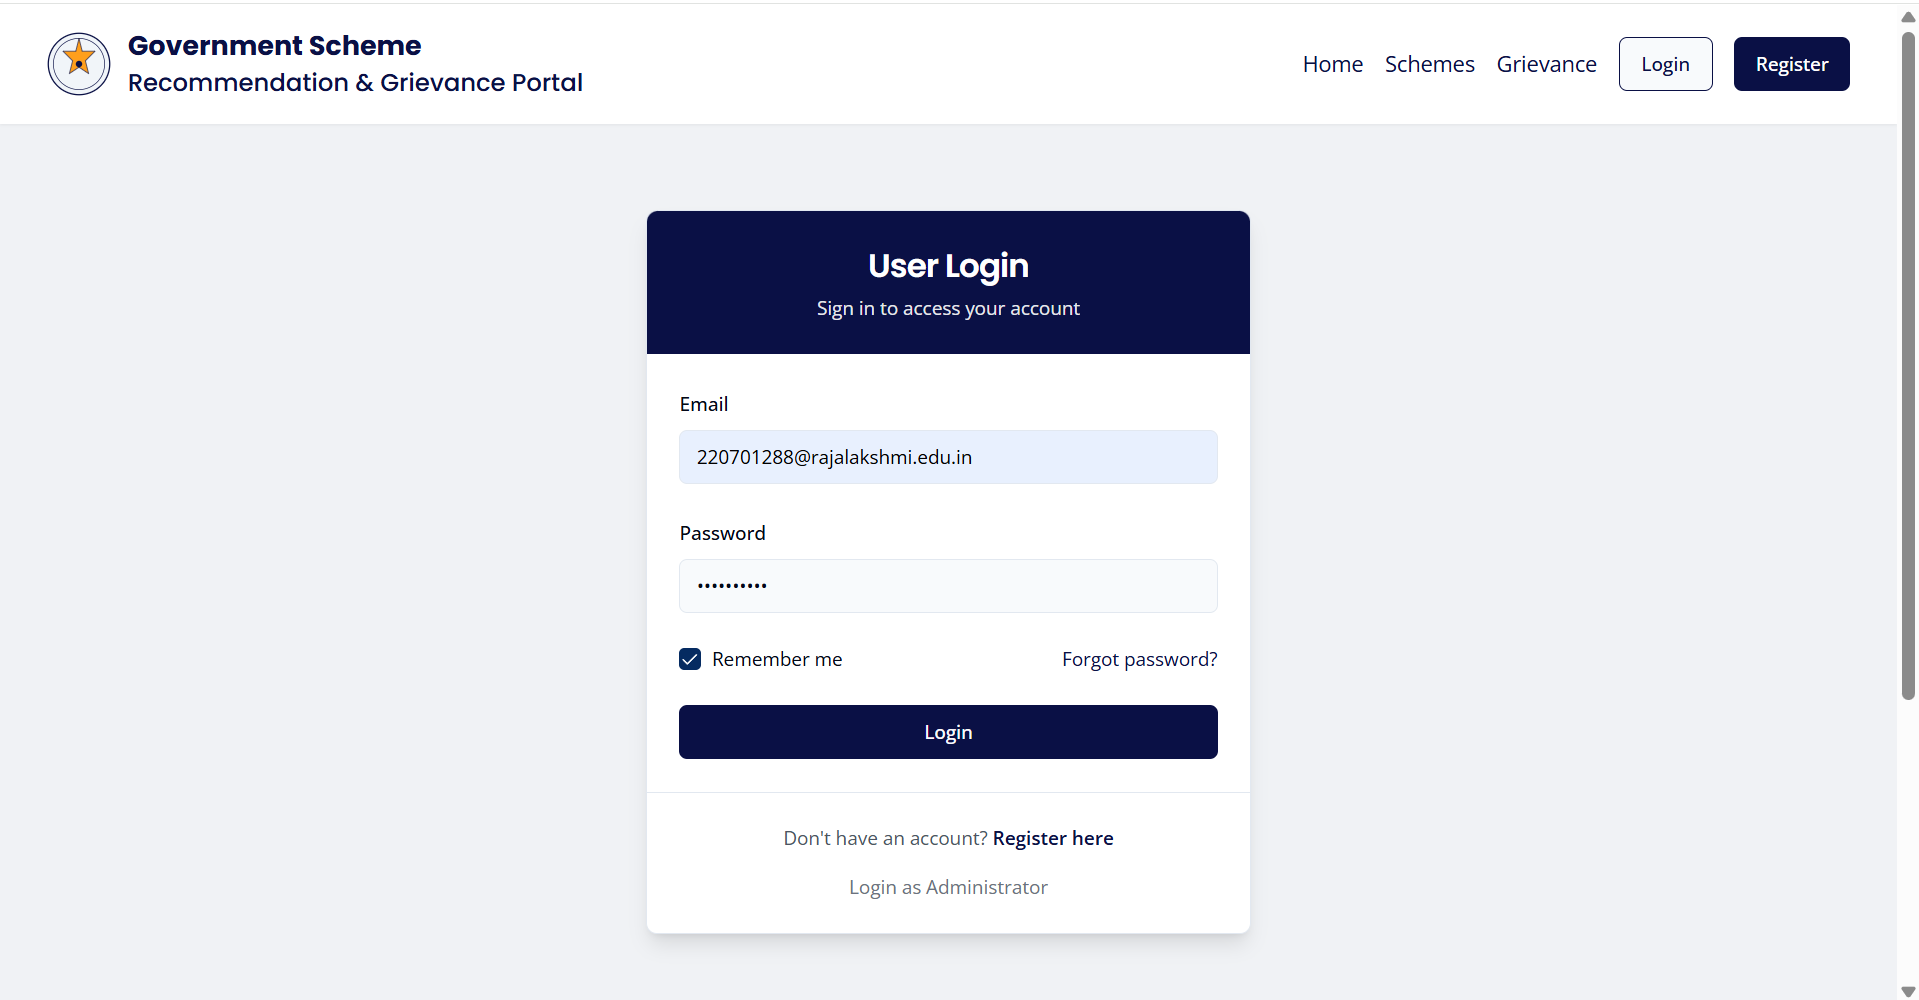 Government Scheme
Recommendation & Grievance Portal
Home Schemes Grievance Login Register
User Login
Sign in to access your account
Email
220701288@rajalakshmi.edu.in
Password
••••••••••
Remember me Forgot password?
Login
Don't have an account? Register here
Login as Administrator